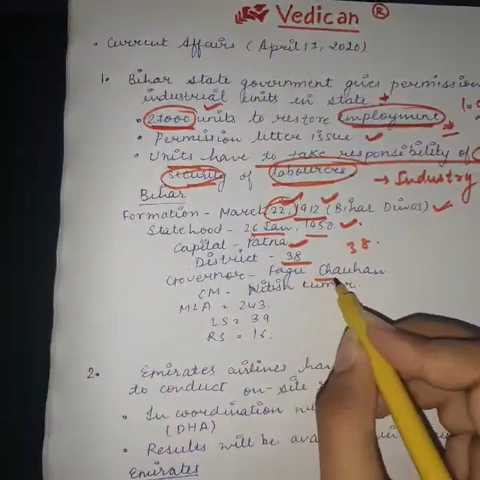 Vedican ®
• Current Affairs (April 17, 2020)
1. Bihar state government gives permission
industrial units in state
• 27000 units to restore employment
• Permission letter issue
• Units have to take responsibility of
security of labourers → Industry
Bihar
Formation - March 22, 1912 (Bihar Diwas)
Statehood - 26 Jan, 1950.
Capital - Patna
38.
District - 38
Governor - Fagu Chauhan.
CM - Nitish cumar.
MLA = 243.
LS = 39
RS = 16.
2. Emirates airlines
to conduct on-site
• In coordination
(DHA)
• Results will be
Emirates